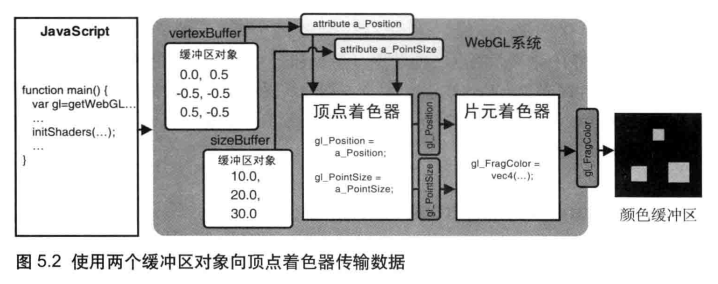 JavaScript
function main() {
var gl=getWebGL...
...
initShaders(...);
...
}
WebGL系统
vertexBuffer
缓冲区对象
0.0, 0.5
-0.5, -0.5
0.5, -0.5
sizeBuffer
缓冲区对象
10.0,
20.0,
30.0
attribute a_Position
attribute a_PointSIze
顶点着色器
gl_Position =
a_Position;
gl_PointSize =
a_PointSize;
gl_Position
gl_PointSize
片元着色器
gl_FragColor =
vec4(...);
gl_FragColor
颜色缓冲区
图 5.2 使用两个缓冲区对象向顶点着色器传输数据